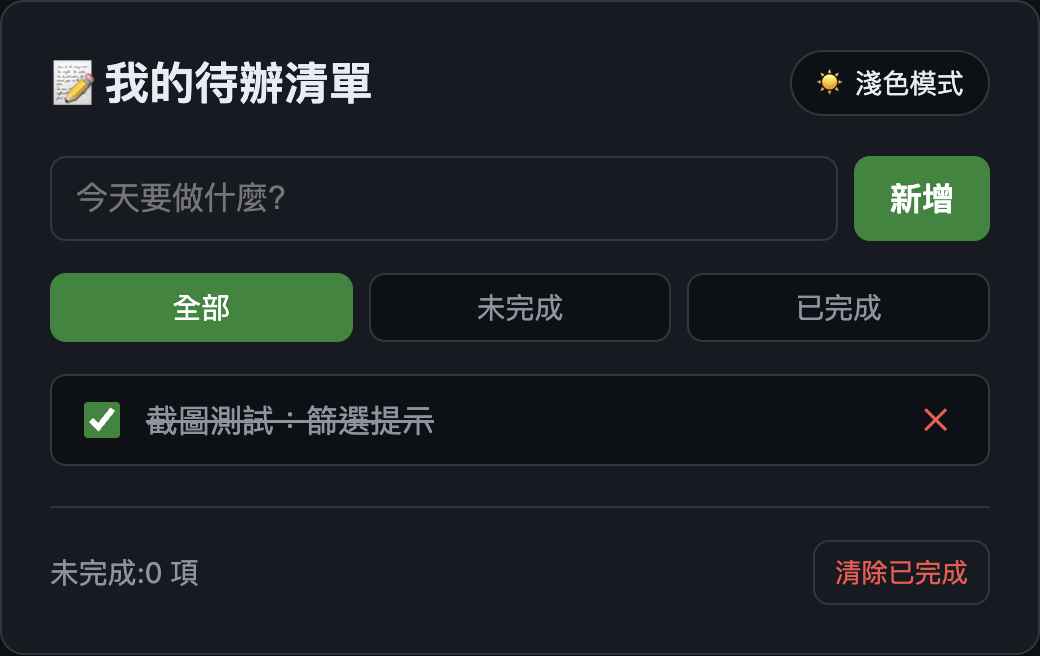 📝 我的待辦清單
☀️ 淺色模式
今天要做什麼?
新增
全部
未完成
已完成
截圖測試：篩選提示
未完成:0 項
清除已完成